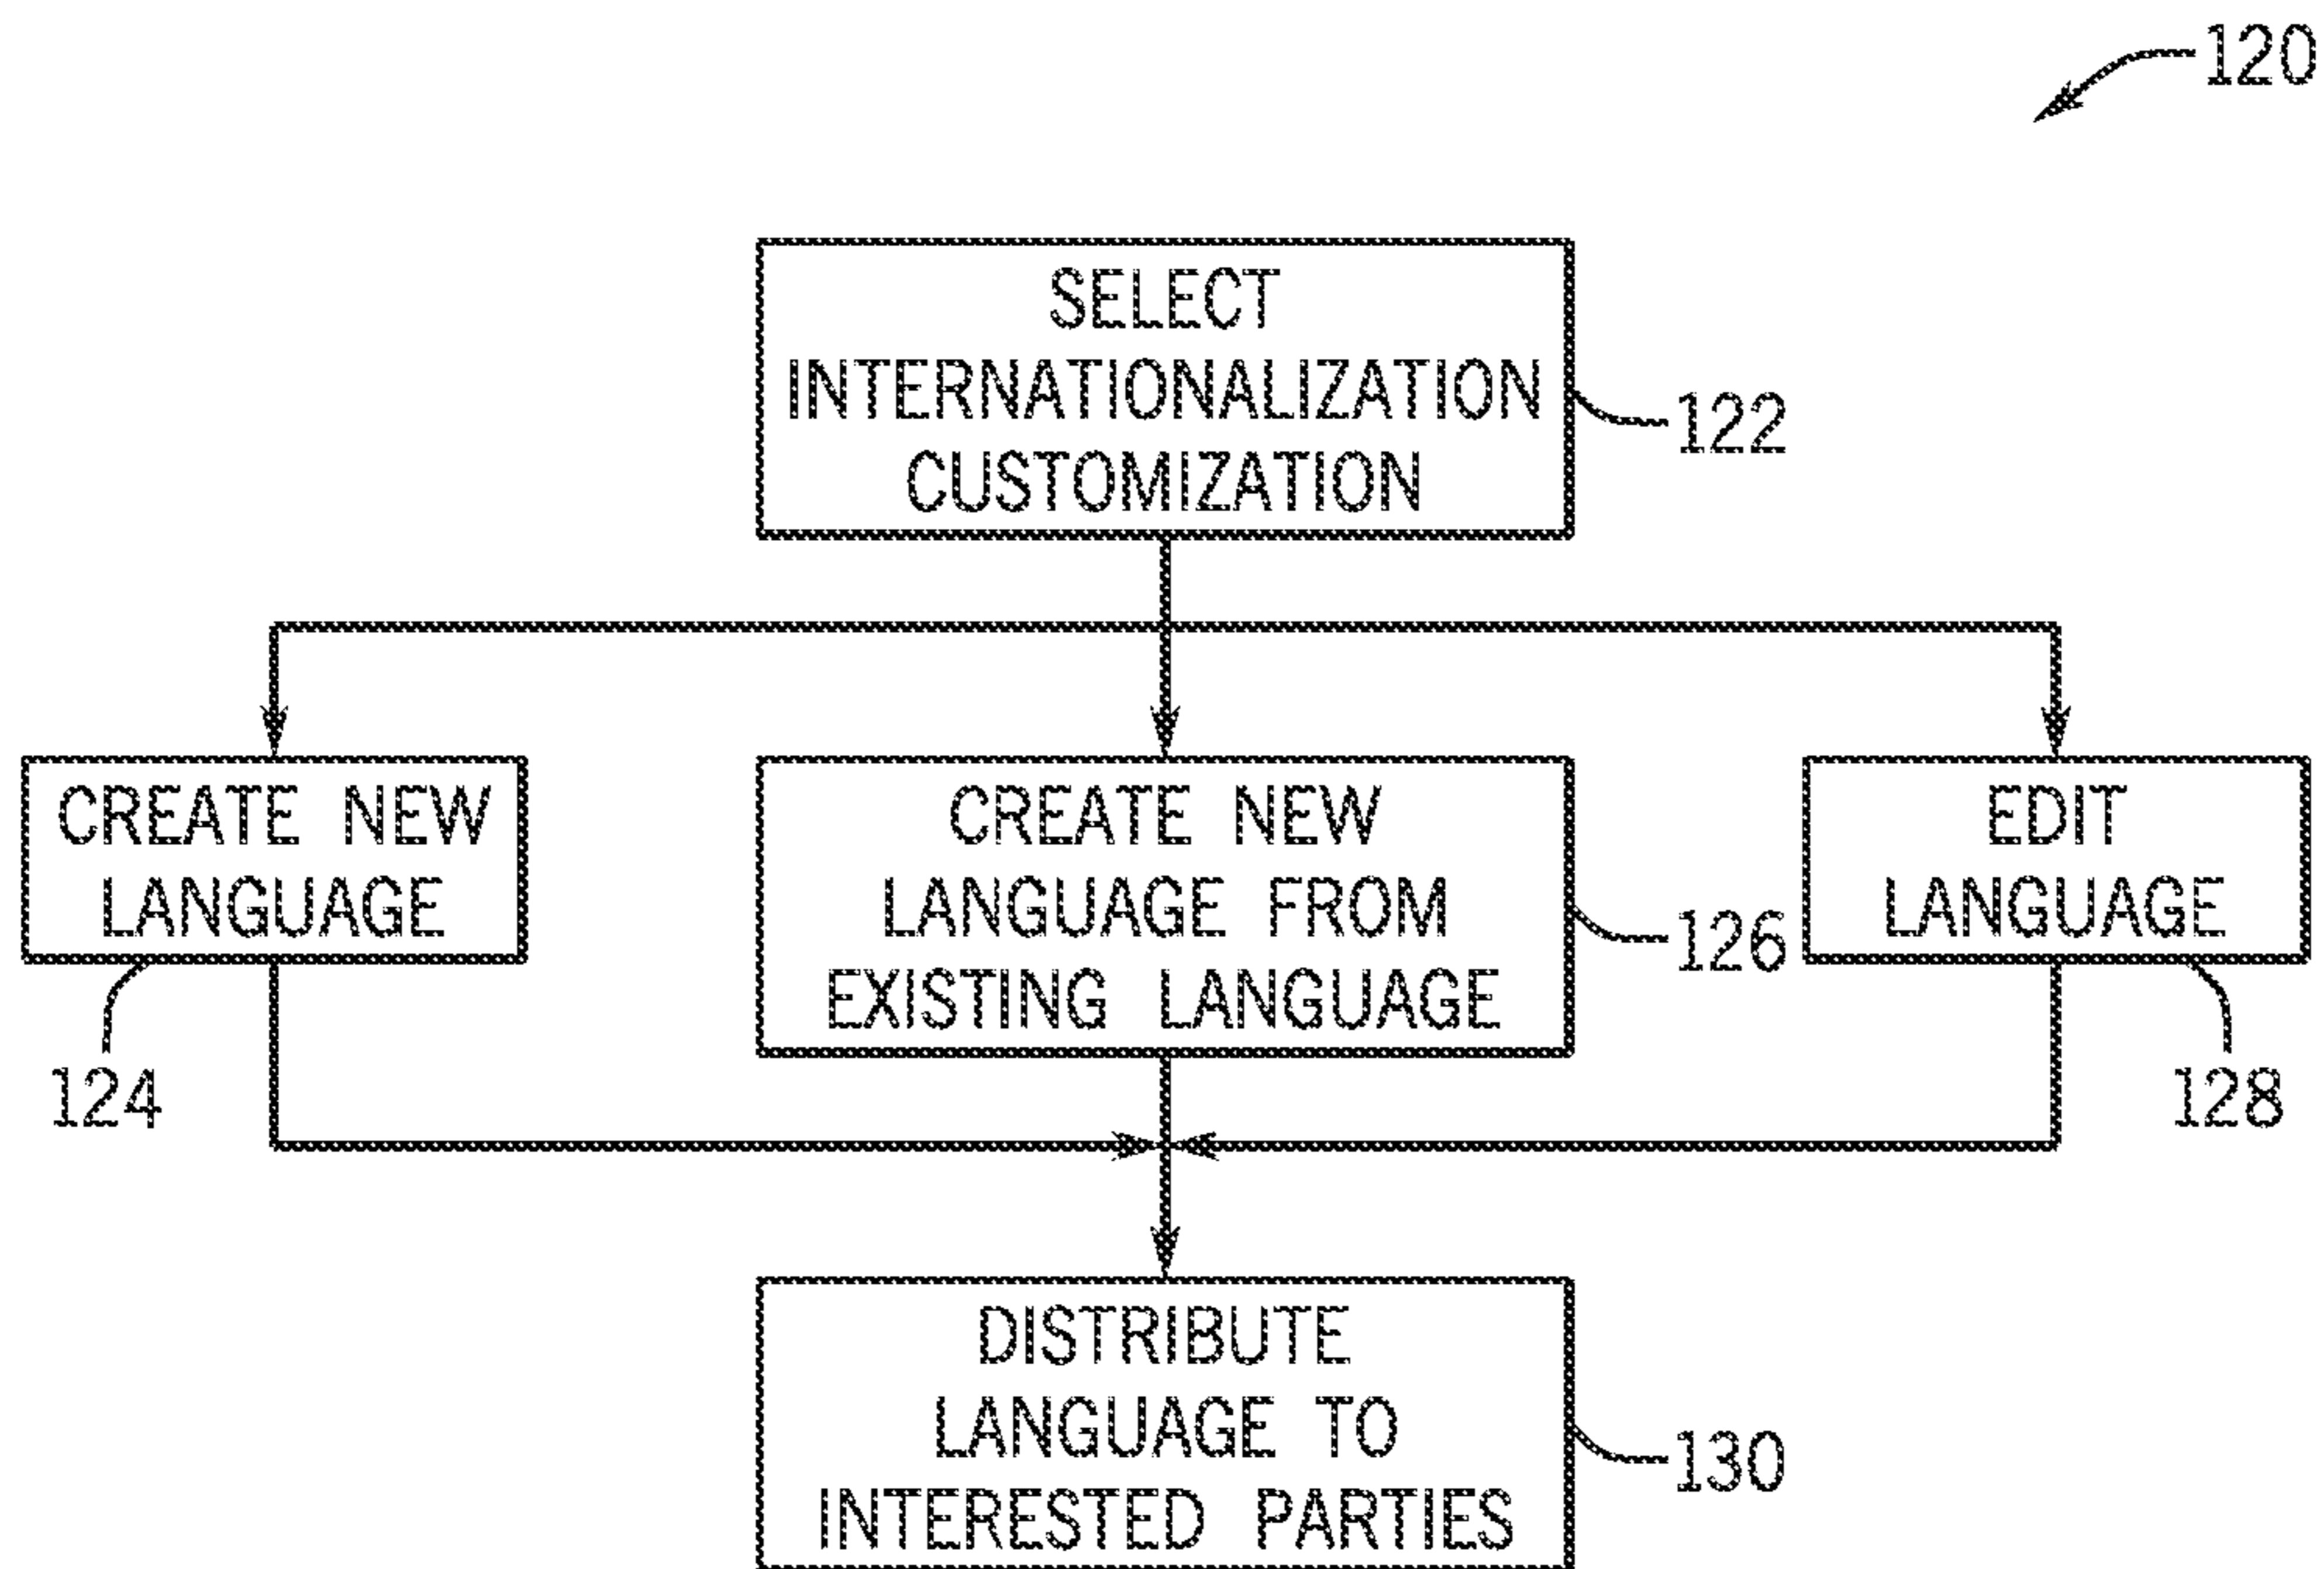 120
SELECT
INTERNATIONALIZATION
CUSTOMIZATION
122
CREATE NEW
LANGUAGE
124
CREATE NEW
LANGUAGE FROM
EXISTING LANGUAGE
126
EDIT
LANGUAGE
128
DISTRIBUTE
LANGUAGE TO
INTERESTED PARTIES
130